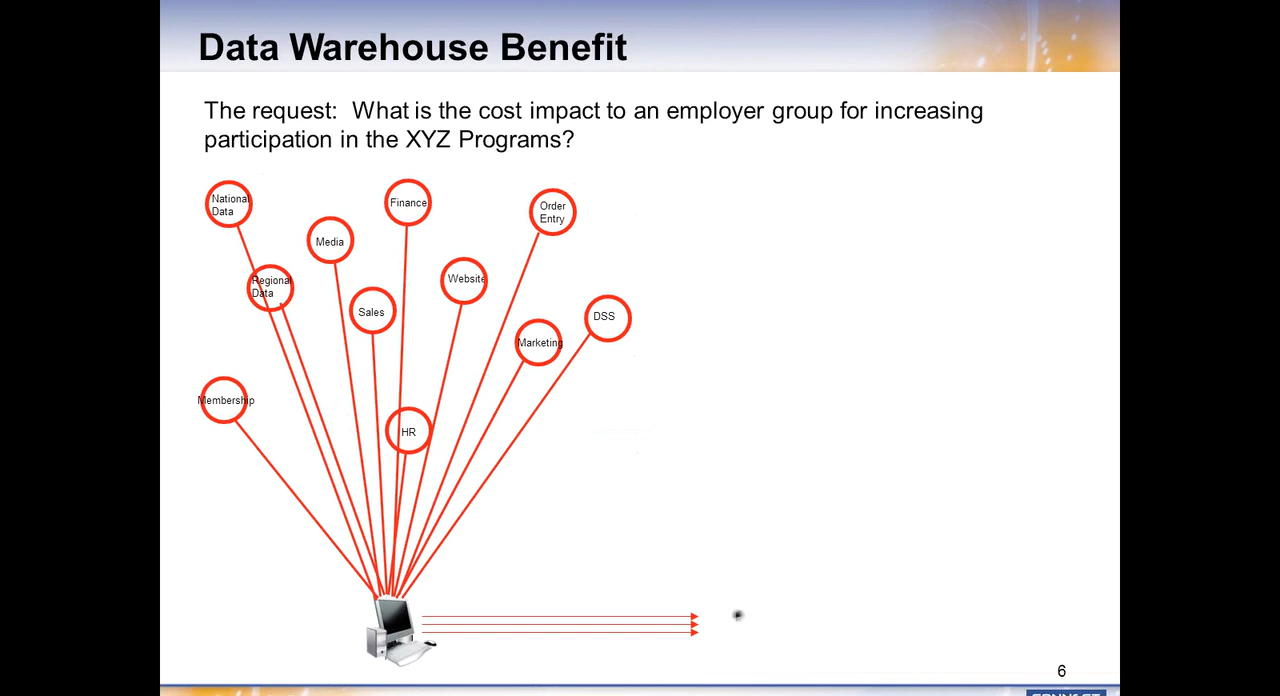 Data Warehouse Benefit
The request: What is the cost impact to an employer group for increasing
participation in the XYZ Programs?
National
Data
Finance
Order
Entry
Media
Regional
Data
Website
Sales
DSS
Marketing
Membership
HR
6